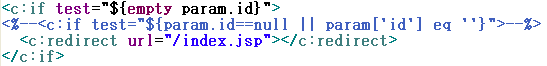 <c:if test="${empty param.id}">
<%--<c:if test="${param.id==null || param['id'] eq ''}">--%>
<c:redirect url="/index.jsp"></c:redirect>
</c:if>